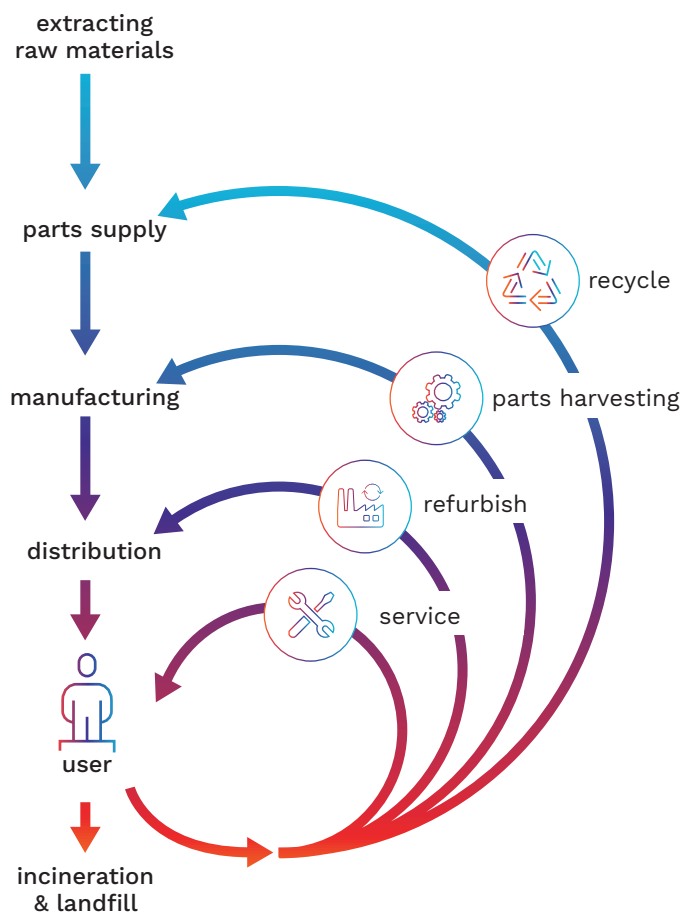 extracting
raw materials
parts supply
recycle
manufacturing
parts harvesting
refurbish
distribution
service
user
incineration
& landfill